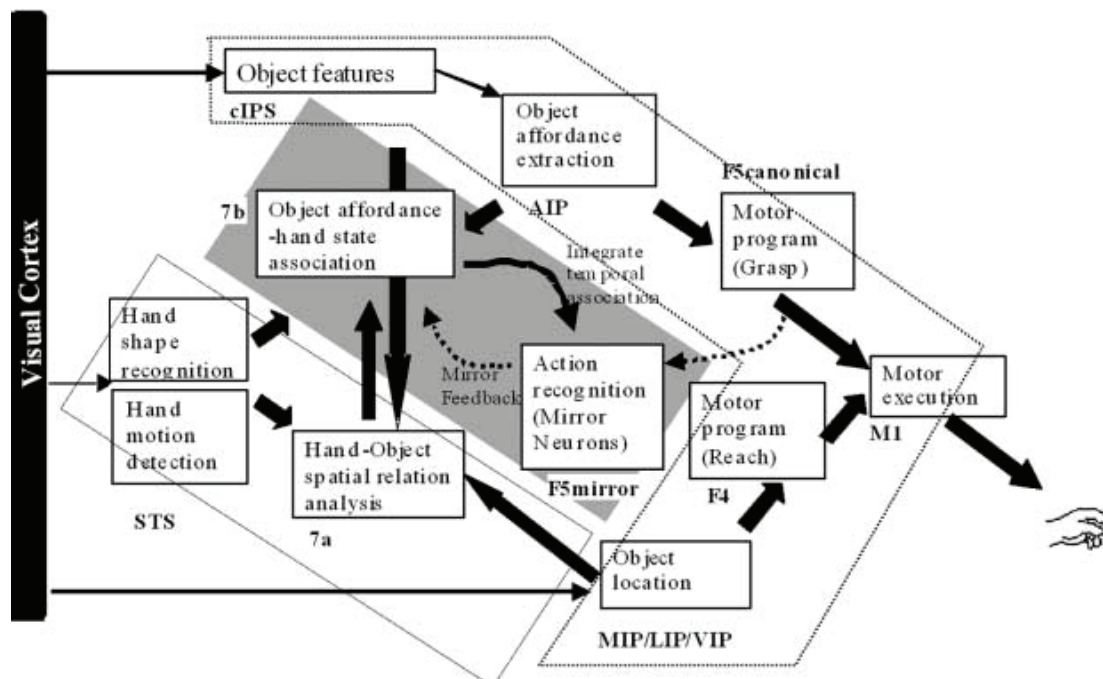 Visual Cortex
Object features
cIPS
Object
affordance
extraction
AIP
F5canonical
Motor
program
(Grasp)
7b
Object affordance
-hand state
association
Integrate
temporal
association
Hand
shape
recognition
Hand
motion
detection
STS
Mirror
Feedback
Action
recognition
(Mirror
Neurons)
F5mirror
Motor
program
(Reach)
F4
Motor
execution
M1
Hand-Object
spatial relation
analysis
7a
Object
location
MIP/LIP/VIP